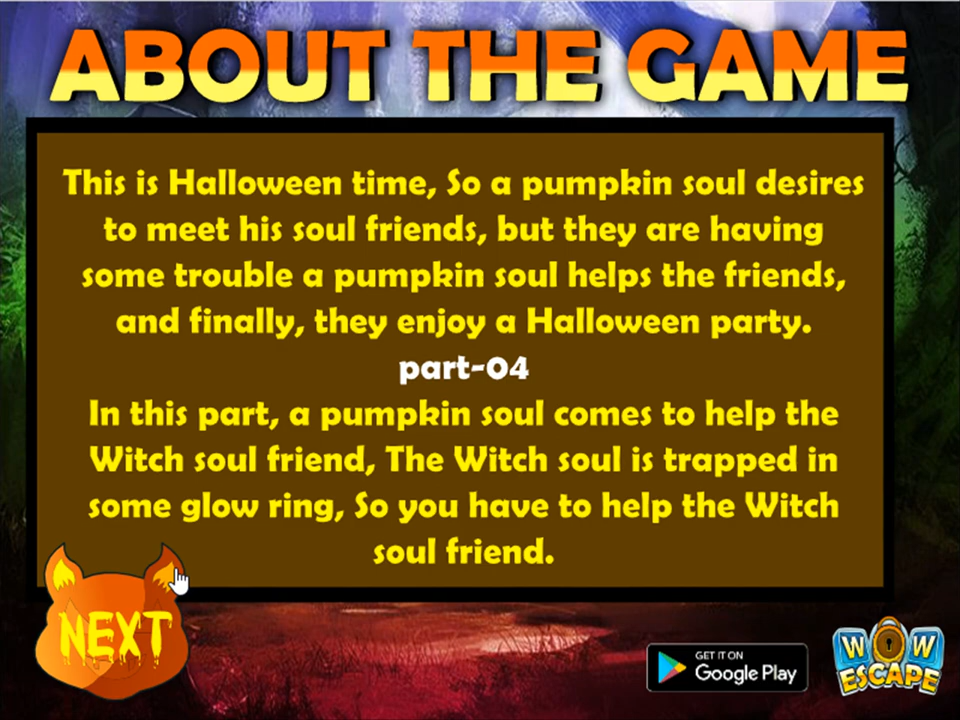 ABOUT THE GAME
This is Halloween time, So a pumpkin soul desires
to meet his soul friends, but they are having
some trouble a pumpkin soul helps the friends,
and finally, they enjoy a Halloween party.
part-04
In this part, a pumpkin soul comes to help the
Witch soul friend, The Witch soul is trapped in
some glow ring, So you have to help the Witch
soul friend.
NEXT
GET IT ON
Google Play
WOW
ESCAPE